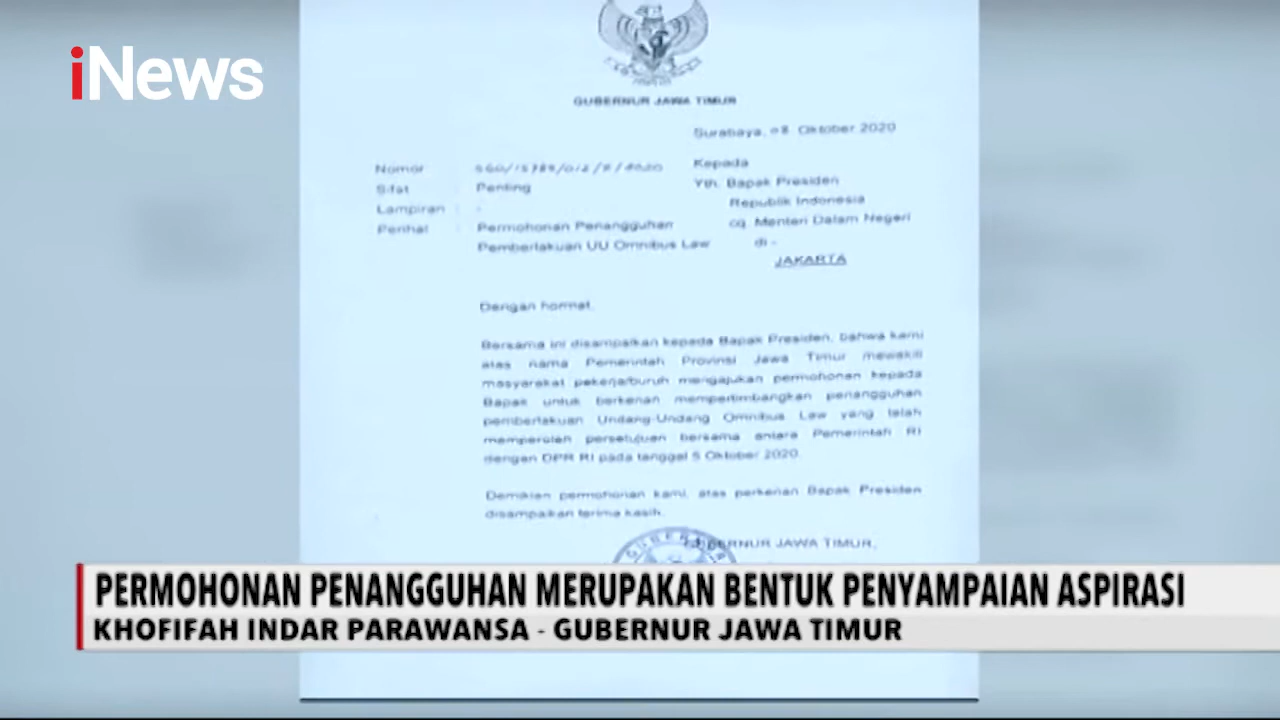 iNews
GUBERNUR JAWA TIMUR
Surabaya, 08 Oktober 2020
Nomor
Sifat : Penting
Lampiran : -
Perihal : Permohonan Penangguhan
Pemberlakuan UU Omnibus Law
Kepada
Yth. Bapak Presiden
Republik Indonesia
cq. Menteri Dalam Negeri
di -
JAKARTA
Dengan hormat,
Bersama ini disampaikan kepada Bapak Presiden, bahwa kami
atas nama Pemerintah Provinsi Jawa Timur mewakili
masyarakat pekerja/buruh mengajukan permohonan kepada
Bapak untuk berkenan mempertimbangkan penangguhan
pemberlakuan Undang-Undang Omnibus Law yang telah
memperoleh persetujuan bersama antara Pemerintah RI
dengan DPR RI pada tanggal 5 Oktober 2020.
Demikian permohonan kami, atas perkenan Bapak Presiden
disampaikan terima kasih.
GUBERNUR JAWA TIMUR,
GUBERNUR
PERMOHONAN PENANGGUHAN MERUPAKAN BENTUK PENYAMPAIAN ASPIRASI
KHOFIFAH INDAR PARAWANSA - GUBERNUR JAWA TIMUR